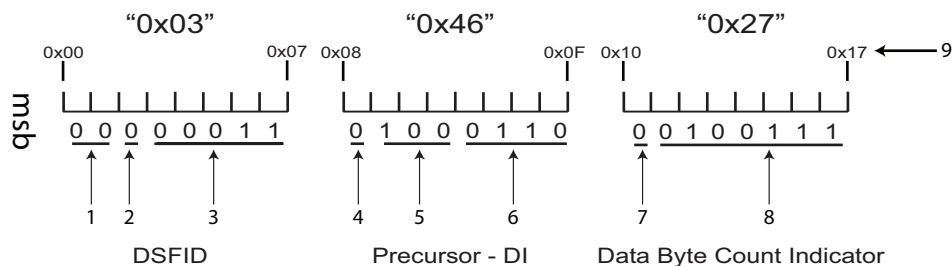 “0x03” “0x46” “0x27”
0x00 0x07 0x08 0x0F 0x10 0x17 9
msb
0 0 0 0 0 0 1 1 0 1 0 0 0 1 1 0 0 0 1 0 0 1 1 1
1 2 3 4 5 6 7 8
DSFID Precursor - DI Data Byte Count Indicator